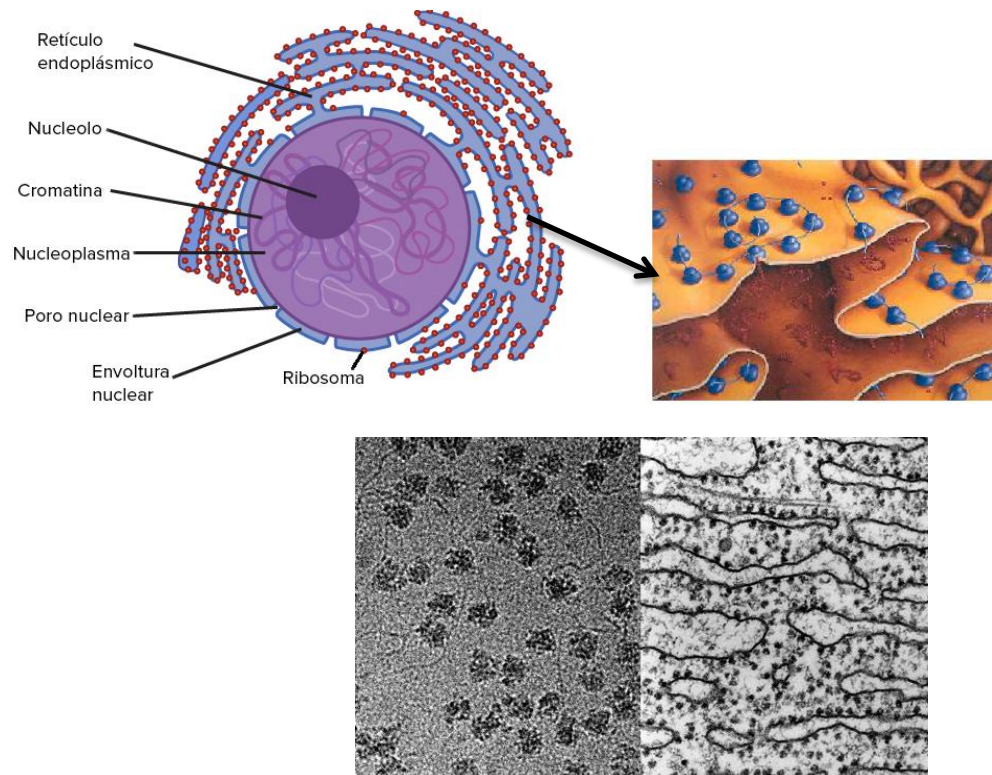 Retículo
endoplásmico
Nucleolo
Cromatina
Nucleoplasma
Poro nuclear
Envoltura
nuclear
Ribosoma